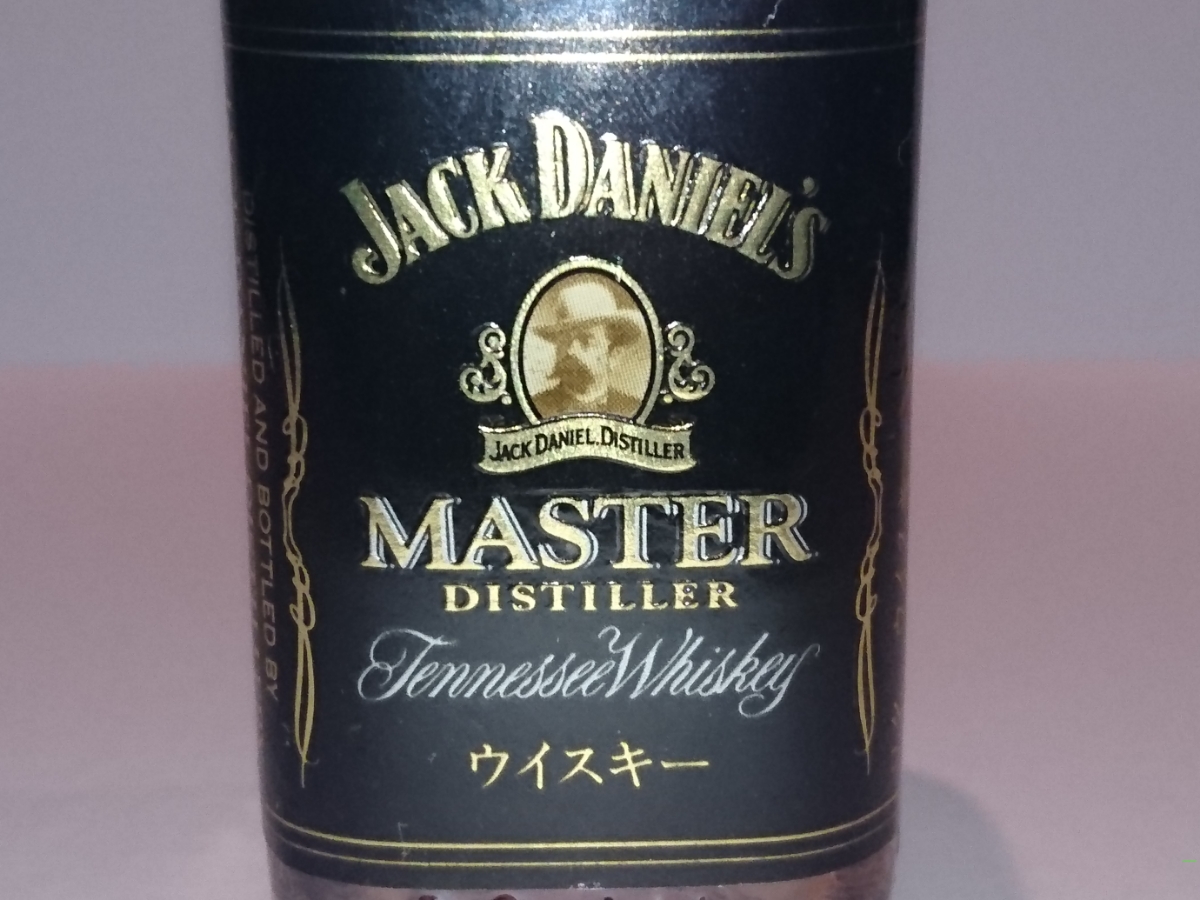 JACK DANIEL'S
JACK DANIEL. DISTILLER
MASTER
DISTILLER
Tennessee Whiskey
ウイスキー
DISTILLED AND BOTTLED BY